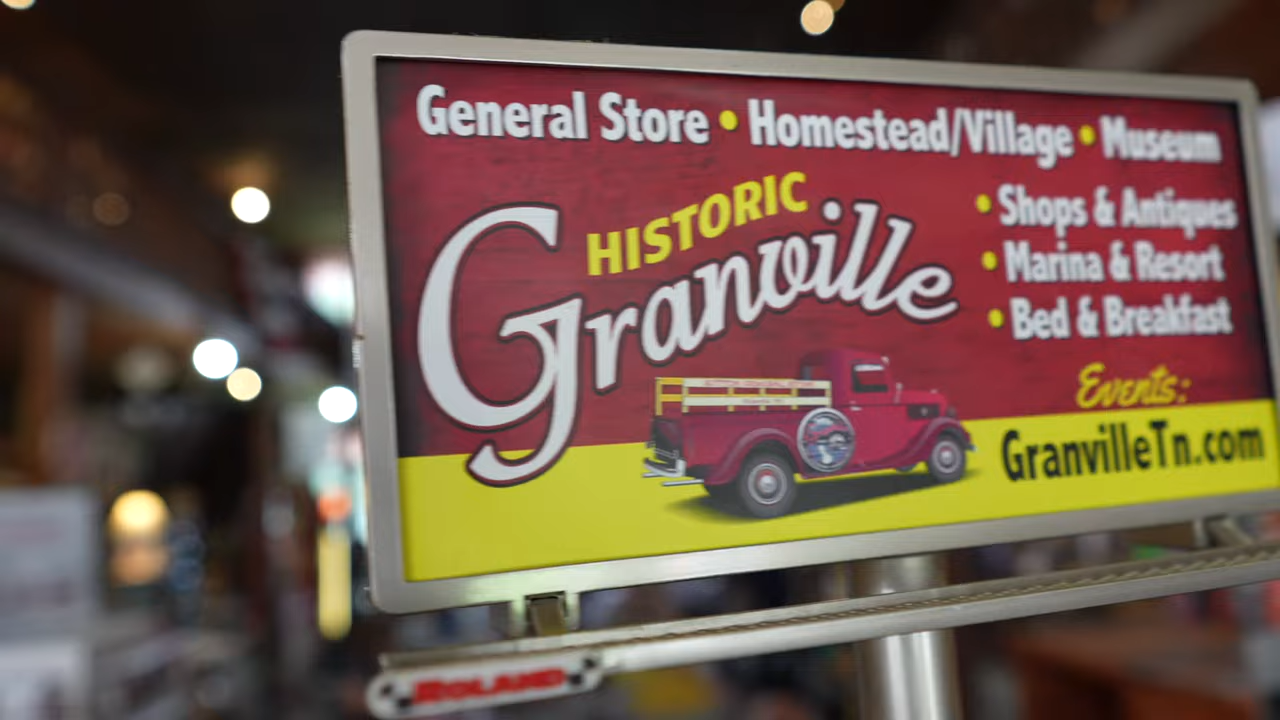 General Store • Homestead/Village • Museum
HISTORIC
Granville
• Shops & Antiques
• Marina & Resort
• Bed & Breakfast
Events:
GranvilleTn.com
ROLAND